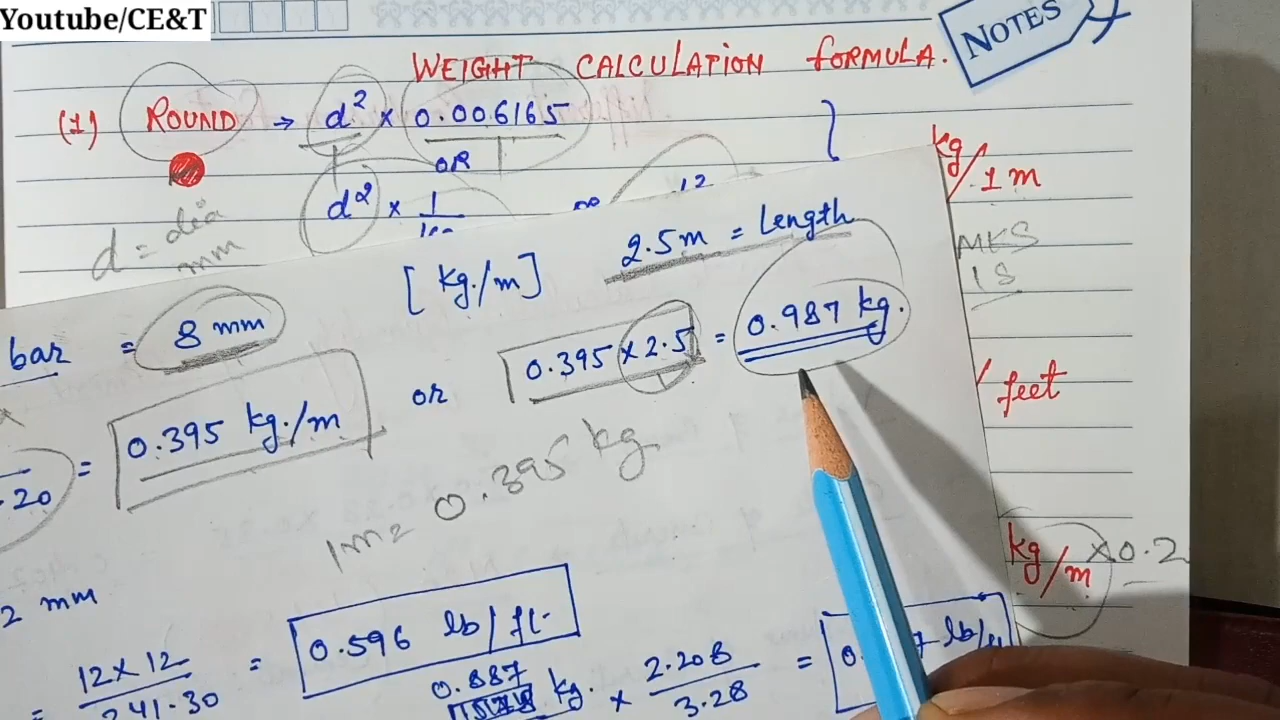 Youtube/CE&T
NOTES
WEIGHT CALCULATION FORMULA.
(1) ROUND → d² × 0.006165
OR
d² × 1
12
kg/1m
d = dia
mm
MKS
[kg./m] 2.5m = Length
bar = 8 mm
0.395 × 2.5 = 0.987 kg.
0.395 kg./m or
/ feet
.20 =
1m = 0.395 kg
kg/m × 0.2
2 mm
12 × 12 = 0.596 lb/ft.
241.30
0.887
kg. × 2.208 =
3.28